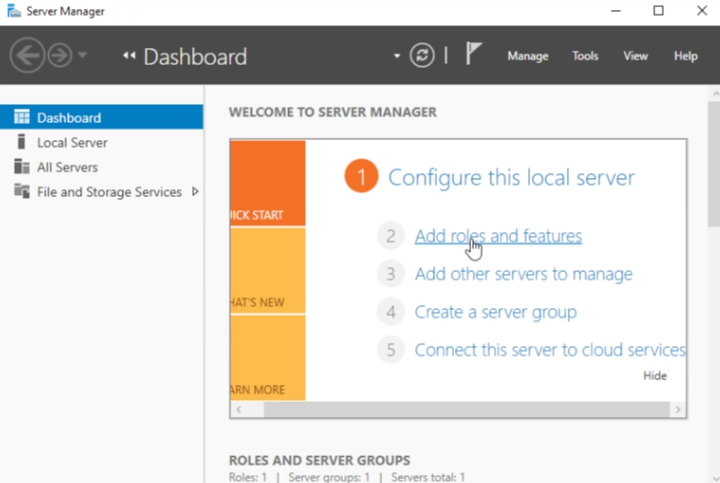 Server Manager
Dashboard
Manage Tools View Help
Dashboard
Local Server
All Servers
File and Storage Services
WELCOME TO SERVER MANAGER
UICK START
HAT'S NEW
ARN MORE
1 Configure this local server
2 Add roles and features
3 Add other servers to manage
4 Create a server group
5 Connect this server to cloud services
Hide
ROLES AND SERVER GROUPS
Roles: 1 | Server groups: 1 | Servers total: 1